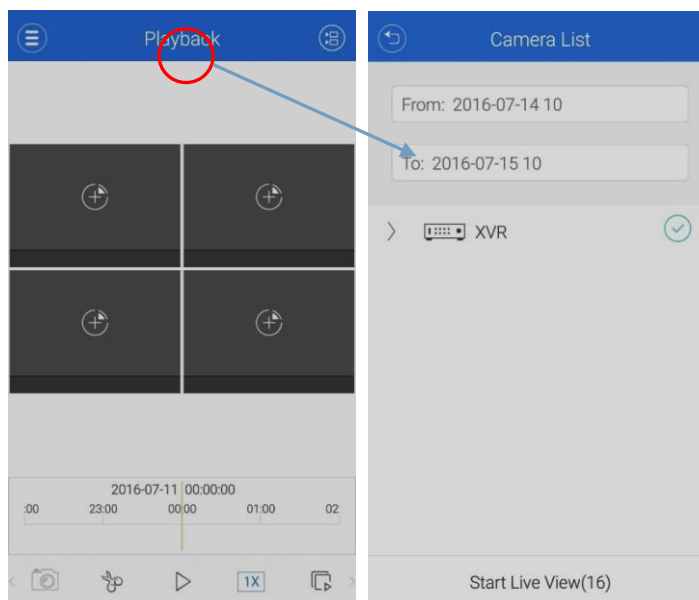 Playback
2016-07-11 00:00:00
:00 23:00 00:00 01:00 02
1X
Camera List
From: 2016-07-14 10
To: 2016-07-15 10
XVR
Start Live View(16)